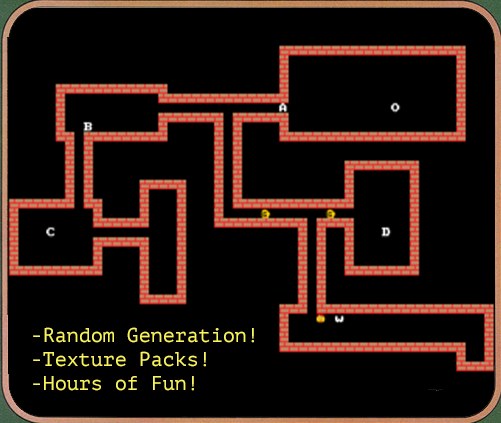 A
O
B
C
D
W
-Random Generation!
-Texture Packs!
-Hours of Fun!